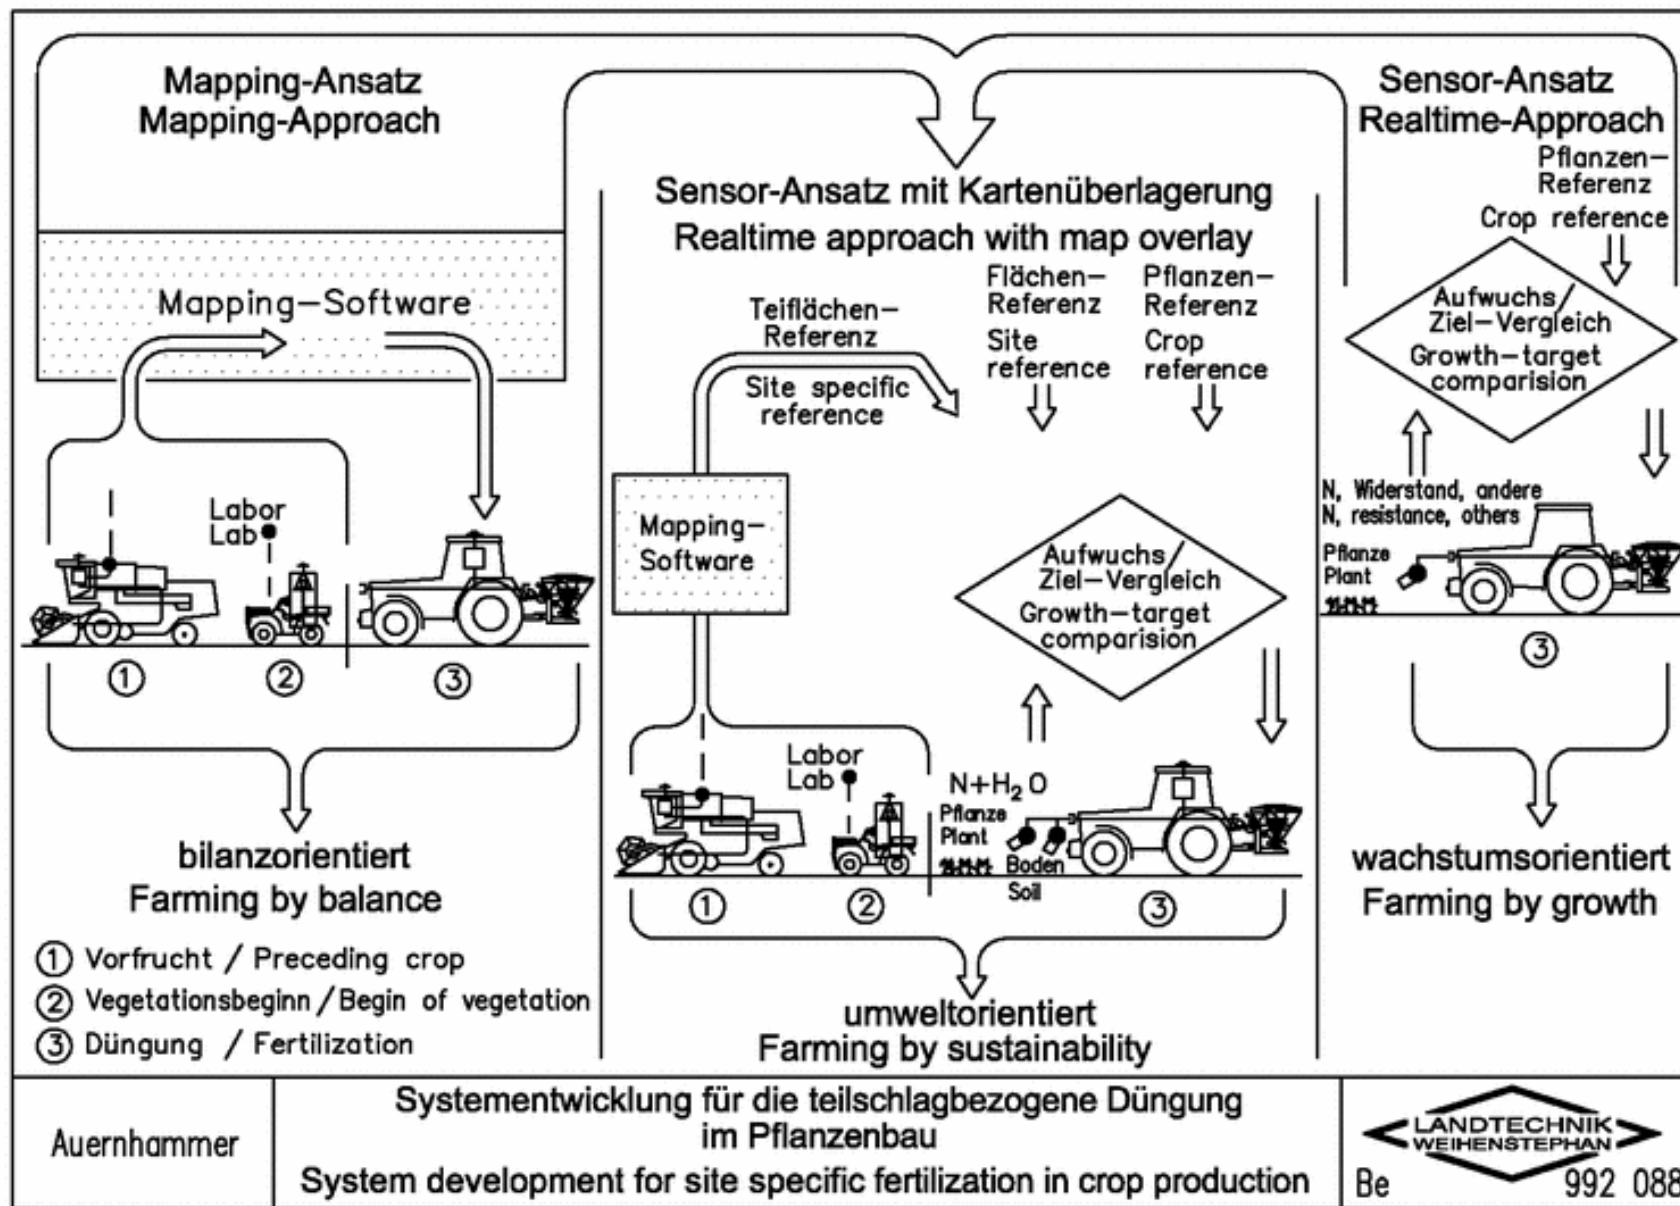 Mapping-Ansatz
Mapping-Approach
Mapping-Software
Labor
Lab
1
2
3
bilanzorientiert
Farming by balance
1 Vorfrucht / Preceding crop
2 Vegetationsbeginn / Begin of vegetation
3 Düngung / Fertilization
Sensor-Ansatz mit Kartenüberlagerung
Realtime approach with map overlay
Teiflächen-
Referenz
Site specific
reference
Flächen-
Referenz
Site
reference
Pflanzen-
Referenz
Crop
reference
Mapping-
Software
Aufwuchs/
Ziel-Vergleich
Growth-target
comparision
Labor
Lab
N+H₂O
Pflanze
Plant
Boden
Soil
1
2
3
umweltorientiert
Farming by sustainability
Sensor-Ansatz
Realtime-Approach
Pflanzen-
Referenz
Crop reference
Aufwuchs/
Ziel-Vergleich
Growth-target
comparision
N, Widerstand, andere
N, resistance, others
Pflanze
Plant
3
wachstumsorientiert
Farming by growth
Auernhammer
Systementwicklung für die teilschlagbezogene Düngung
im Pflanzenbau
System development for site specific fertilization in crop production
LANDTECHNIK
WEIHENSTEPHAN
Be 992 088